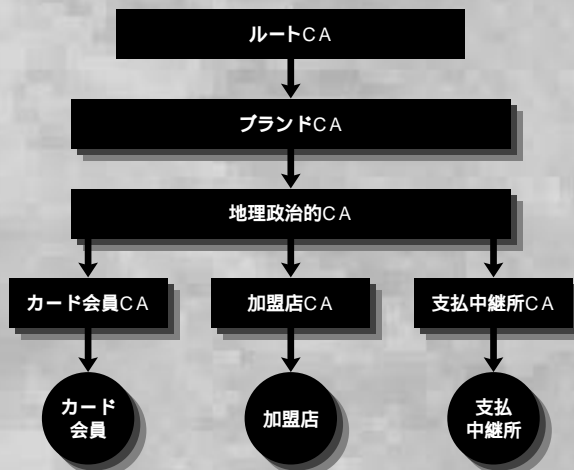 ルートCA
ブランドCA
地理政治的CA
カード会員CA
加盟店CA
支払中継所CA
カード
会員
加盟店
支払
中継所